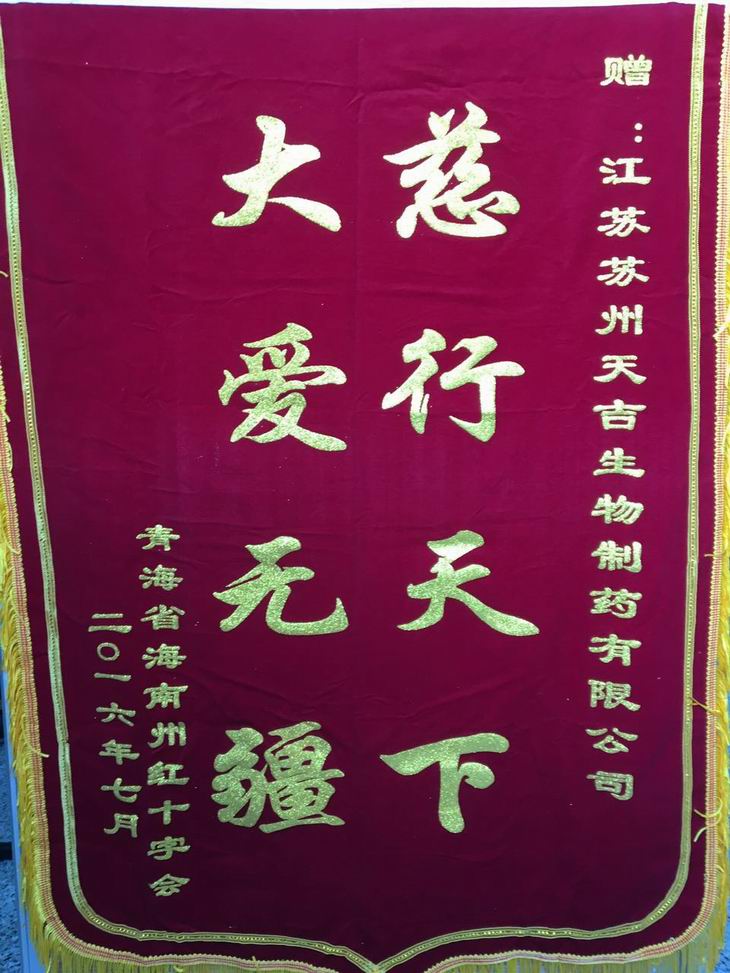 赠：江苏苏州天吉生物制药有限公司
慈行天下
大爱无疆
青海省海南州红十字会
二〇一六年七月